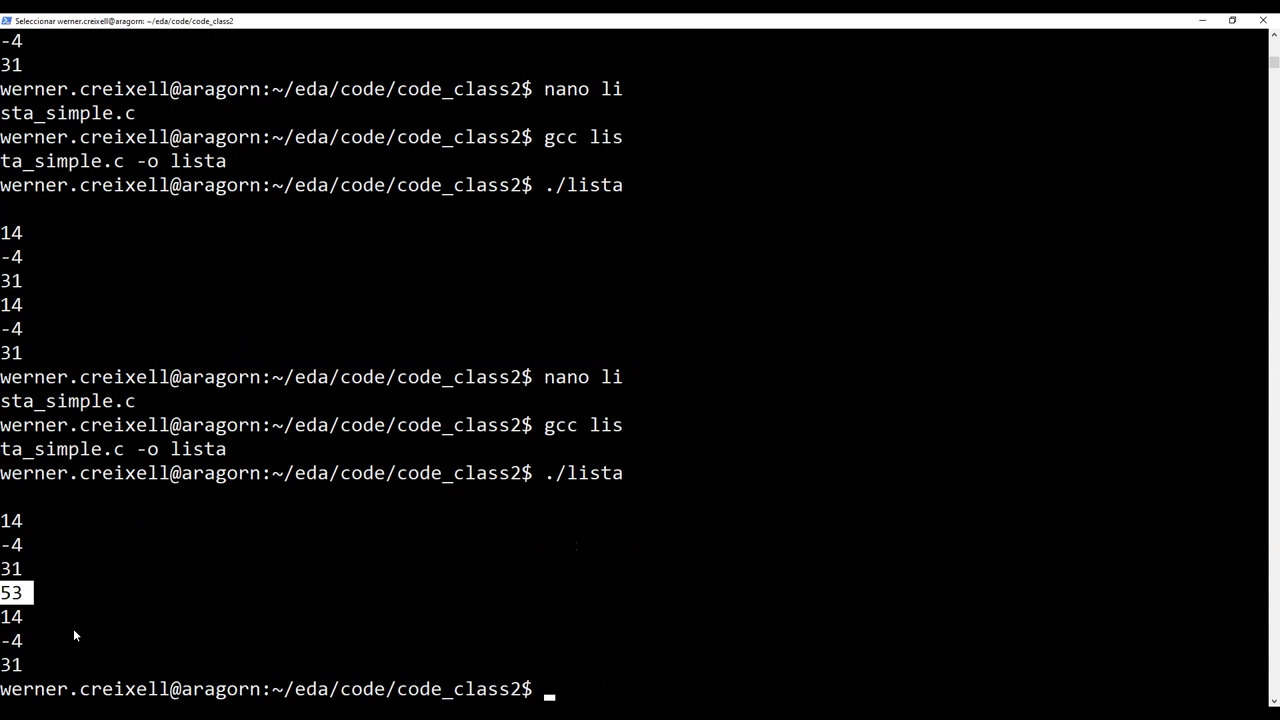 Seleccionar werner.creixell@aragorn: ~/eda/code/code_class2
-4
31
werner.creixell@aragorn:~/eda/code/code_class2$ nano li
sta_simple.c
werner.creixell@aragorn:~/eda/code/code_class2$ gcc lis
ta_simple.c -o lista
werner.creixell@aragorn:~/eda/code/code_class2$ ./lista
14
-4
31
14
-4
31
werner.creixell@aragorn:~/eda/code/code_class2$ nano li
sta_simple.c
werner.creixell@aragorn:~/eda/code/code_class2$ gcc lis
ta_simple.c -o lista
werner.creixell@aragorn:~/eda/code/code_class2$ ./lista
14
-4
31
53
14
-4
31
werner.creixell@aragorn:~/eda/code/code_class2$